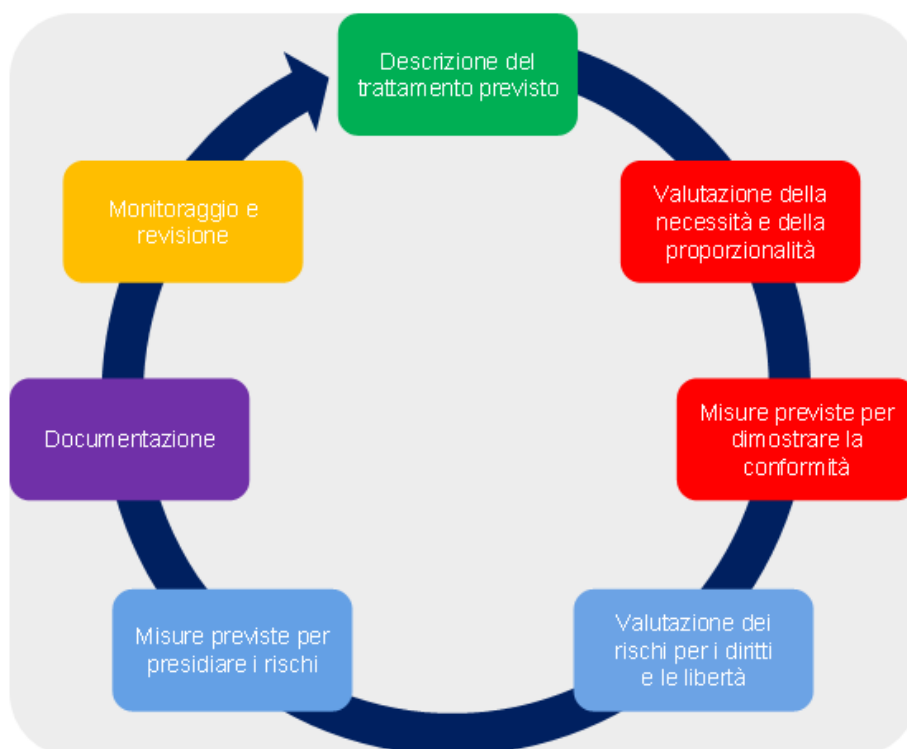 Descrizione del
trattamento previsto
Valutazione della
necessità e della
proporzionalità
Misure previste per
dimostrare la
conformità
Valutazione dei
rischi per i diritti
e le libertà
Misure previste per
presidiare i rischi
Documentazione
Monitoraggio e
revisione